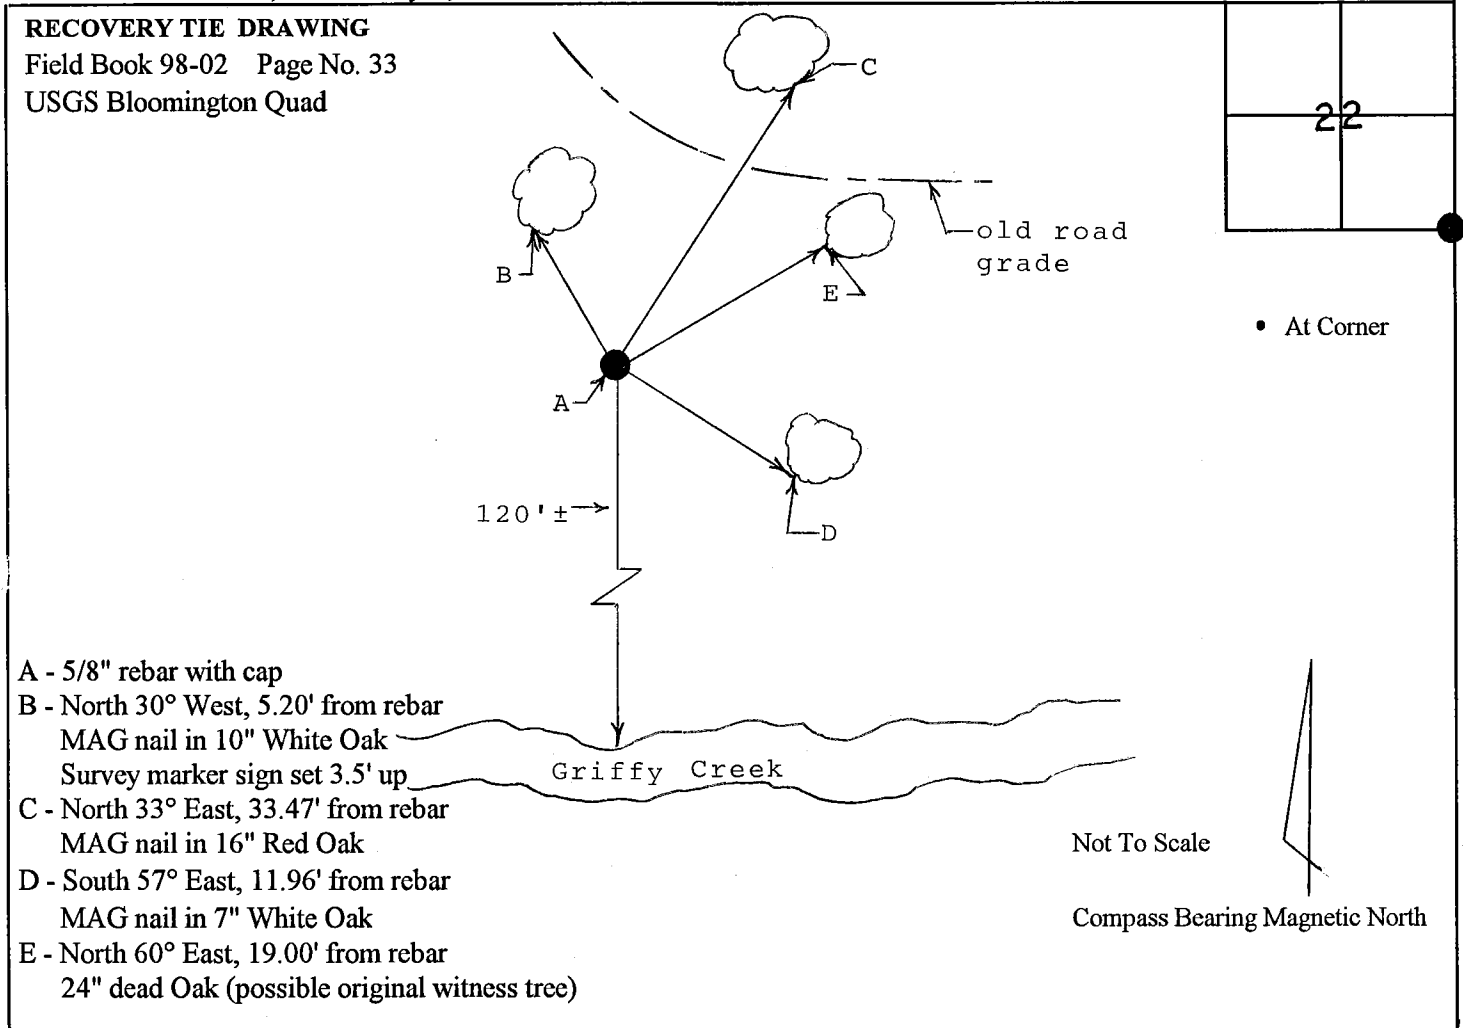 RECOVERY TIE DRAWING
Field Book 98-02 Page No. 33
USGS Bloomington Quad
C
22
B
E
old road
grade
At Corner
A
120'±
D
A - 5/8" rebar with cap
B - North 30° West, 5.20' from rebar
MAG nail in 10" White Oak
Survey marker sign set 3.5' up
Griffy Creek
C - North 33° East, 33.47' from rebar
MAG nail in 16" Red Oak
Not To Scale
D - South 57° East, 11.96' from rebar
MAG nail in 7" White Oak
Compass Bearing Magnetic North
E - North 60° East, 19.00' from rebar
24" dead Oak (possible original witness tree)